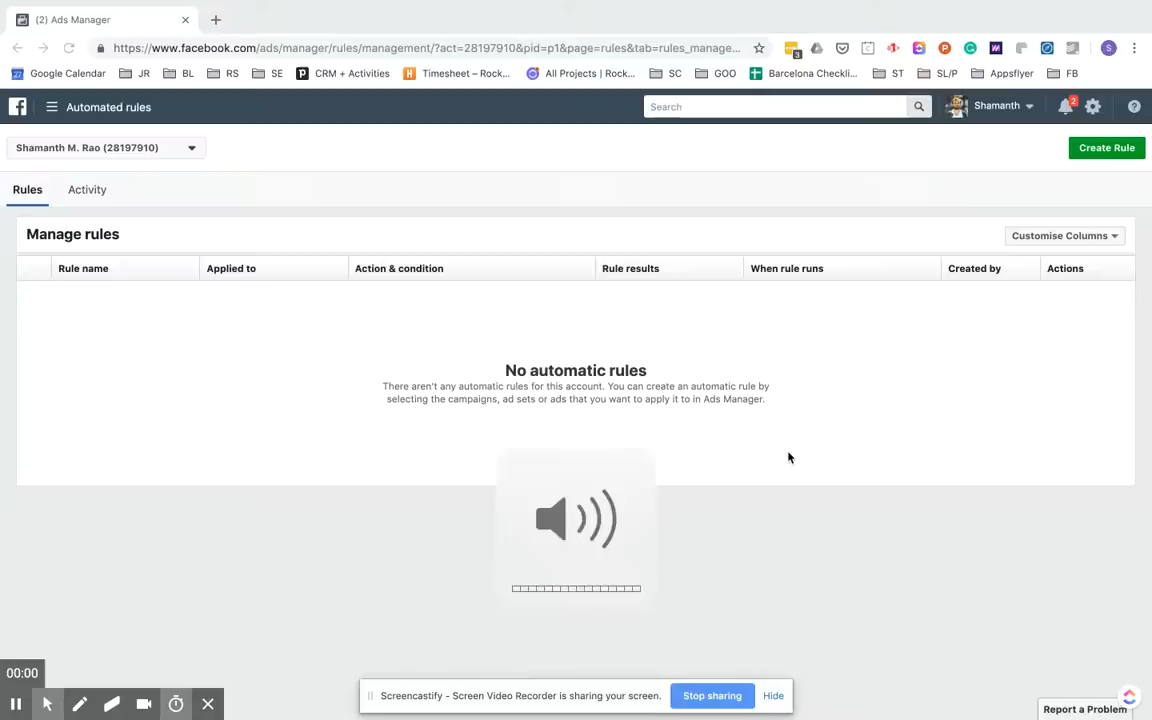 (2) Ads Manager
https://www.facebook.com/ads/manager/rules/management/?act=28197910&pid=p1&page=rules&tab=rules_manage...
3
S
Google Calendar
JR
BL
RS
SE
CRM + Activities
Timesheet – Rock...
All Projects | Rock...
SC
GOO
Barcelona Checkli...
ST
SL/P
Appsflyer
FB
Automated rules
Search
Shamanth
2
Shamanth M. Rao (28197910)
Create Rule
Rules
Activity
Manage rules
Customise Columns
Rule name
Applied to
Action & condition
Rule results
When rule runs
Created by
Actions
No automatic rules
There aren't any automatic rules for this account. You can create an automatic rule by
selecting the campaigns, ad sets or ads that you want to apply it to in Ads Manager.
00:00
Screencastify - Screen Video Recorder is sharing your screen.
Stop sharing
Hide
Report a Problem